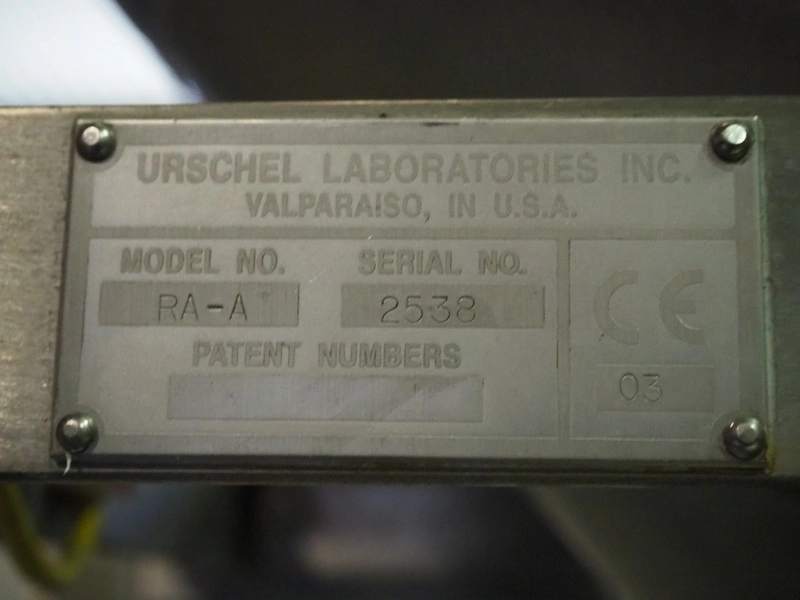 URSCHEL LABORATORIES INC.
VALPARAISO, IN U.S.A.
MODEL NO. SERIAL NO.
RA-A 2538
PATENT NUMBERS
CE
03